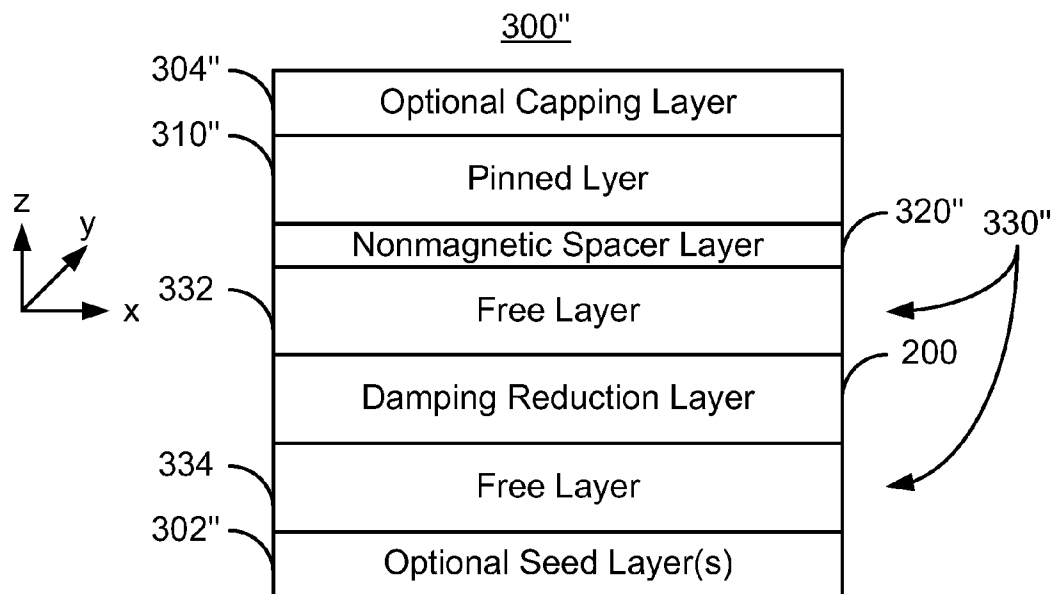 300"
304"
Optional Capping Layer
310"
Pinned Lyer
320"
330"
Nonmagnetic Spacer Layer
z
y
x
332
Free Layer
200
Damping Reduction Layer
334
Free Layer
302"
Optional Seed Layer(s)